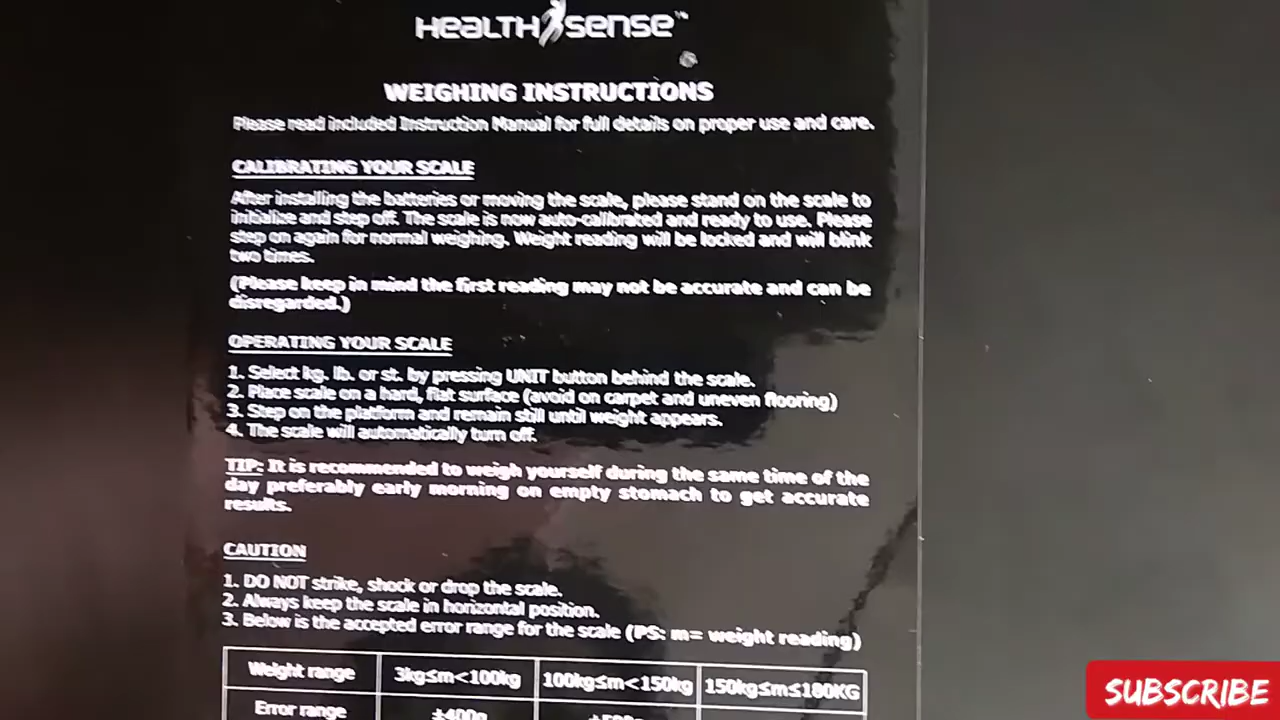 HEALTH SENSE™
WEIGHING INSTRUCTIONS
Please read included Instruction Manual for full details on proper use and care.
CALIBRATING YOUR SCALE
After installing the batteries or moving the scale, please stand on the scale to
initialize and step off. The scale is now auto-calibrated and ready to use. Please
step on again for normal weighing. Weight reading will be locked and will blink
two times.
(Please keep in mind the first reading may not be accurate and can be
disregarded.)
OPERATING YOUR SCALE
1. Select kg. lb. or st. by pressing UNIT button behind the scale.
2. Place scale on a hard, flat surface (avoid on carpet and uneven flooring)
3. Step on the platform and remain still until weight appears.
4. The scale will automatically turn off.
TIP: It is recommended to weigh yourself during the same time of the
day preferably early morning on empty stomach to get accurate
results.
CAUTION
1. DO NOT strike, shock or drop the scale.
2. Always keep the scale in horizontal position.
3. Below is the accepted error range for the scale (PS: m= weight reading)
Weight range 3kg≤m<100kg 100kg≤m<150kg 150kg≤m≤180KG
Error range ±400g
SUBSCRIBE